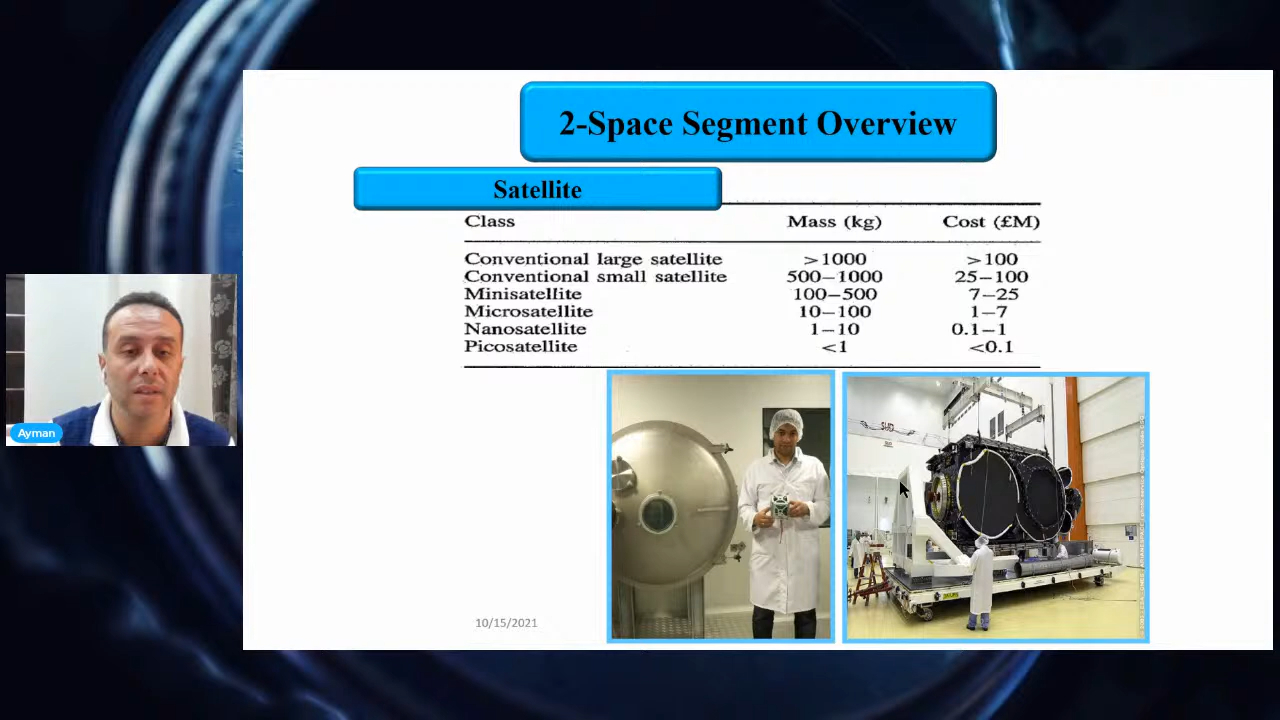 2-Space Segment Overview
Satellite
Class Mass (kg) Cost (£M)
Conventional large satellite >1000 >100
Conventional small satellite 500–1000 25–100
Minisatellite 100–500 7–25
Microsatellite 10–100 1–7
Nanosatellite 1–10 0.1–1
Picosatellite <1 <0.1
Ayman
10/15/2021